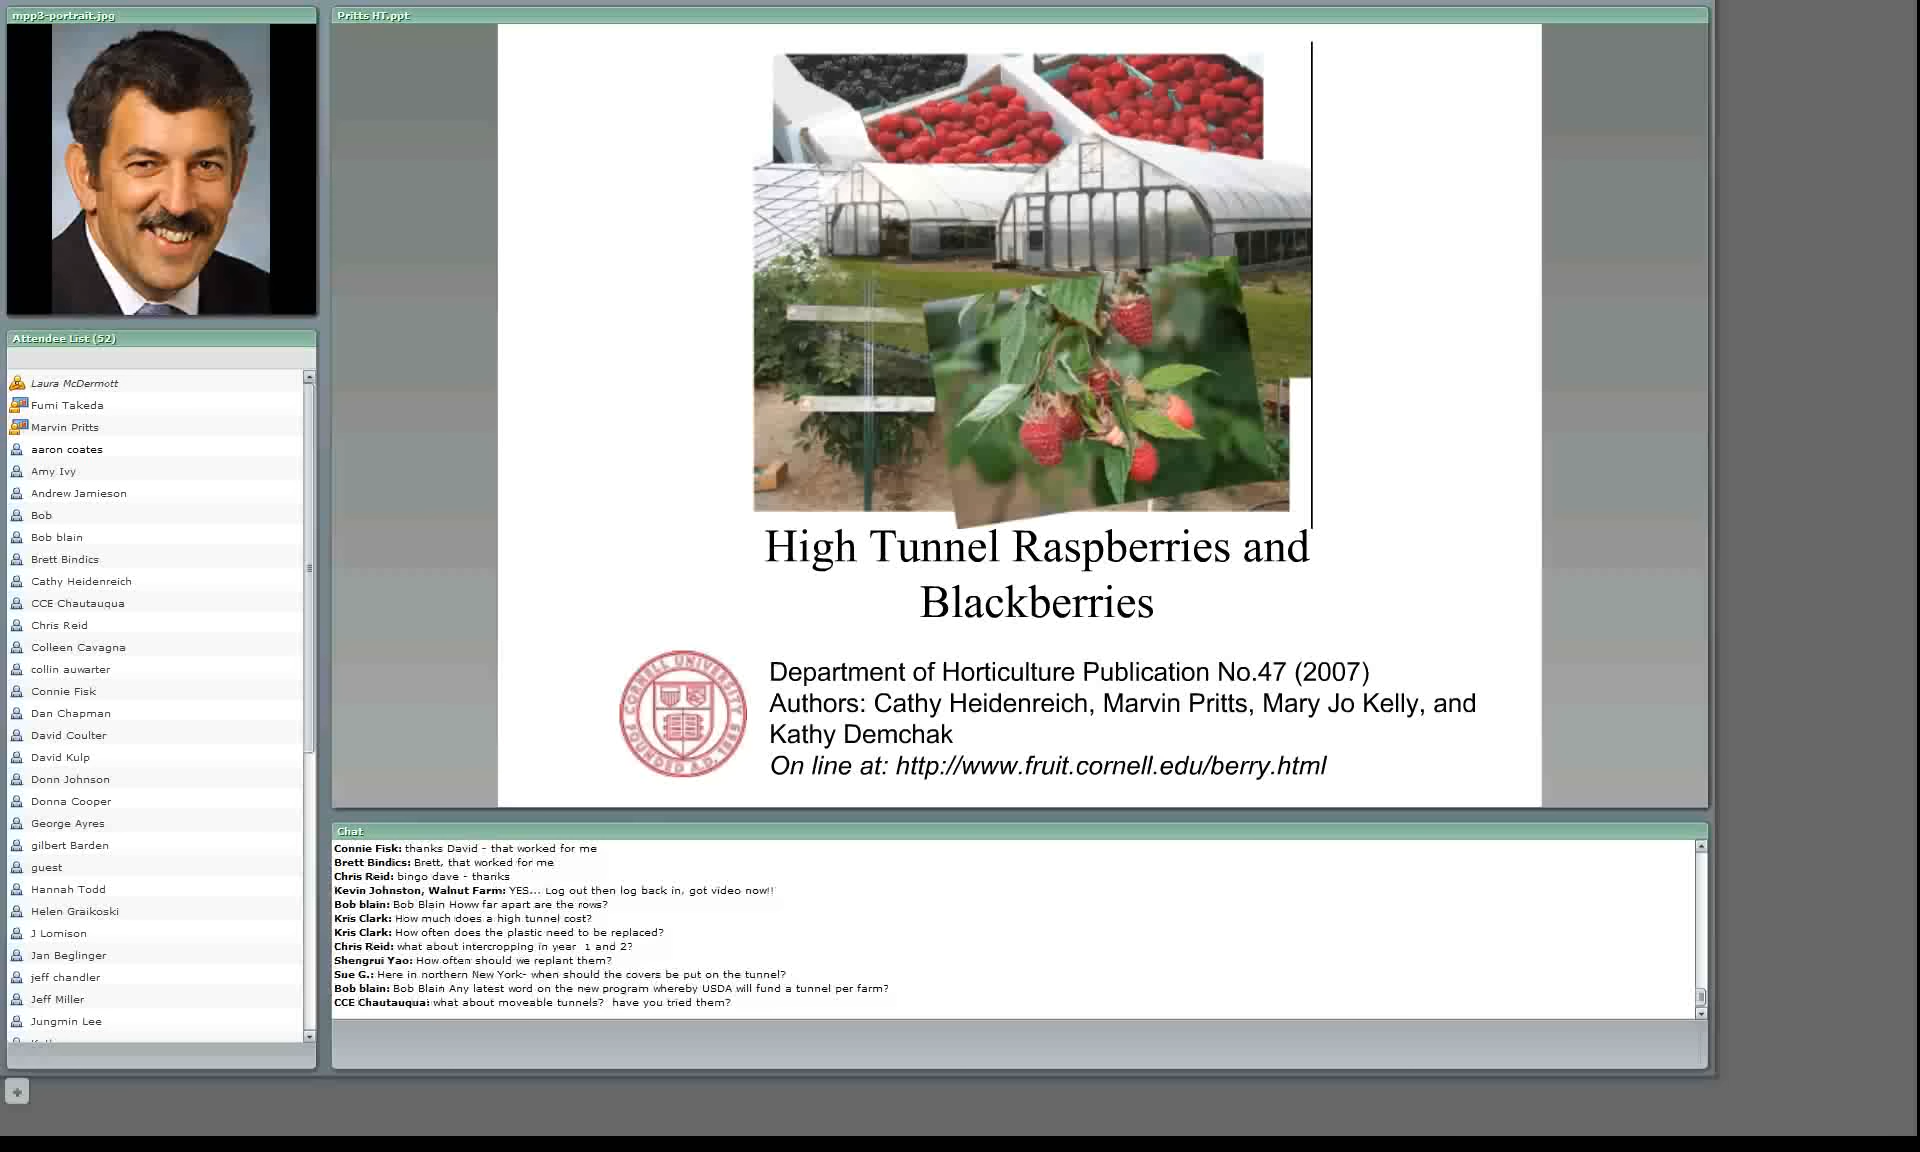 mpp3-portrait.jpg
Attendee List (52)
Laura McDermott
Fumi Takeda
Marvin Pritts
aaron coates
Amy Ivy
Andrew Jamieson
Bob
Bob blain
Brett Bindics
Cathy Heidenreich
CCE Chautauqua
Chris Reid
Colleen Cavagna
collin auwarter
Connie Fisk
Dan Chapman
David Coulter
David Kulp
Donn Johnson
Donna Cooper
George Ayres
gilbert Barden
guest
Hannah Todd
Helen Graikoski
J Lomison
Jan Beglinger
jeff chandler
Jeff Miller
Jungmin Lee
Pritts HT.ppt
High Tunnel Raspberries and
Blackberries
CORNELL UNIVERSITY
FOUNDED A.D. 1865
Department of Horticulture Publication No.47 (2007)
Authors: Cathy Heidenreich, Marvin Pritts, Mary Jo Kelly, and
Kathy Demchak
On line at: http://www.fruit.cornell.edu/berry.html
Chat
Connie Fisk: thanks David - that worked for me
Brett Bindics: Brett, that worked for me
Chris Reid: bingo dave - thanks
Kevin Johnston, Walnut Farm: YES... Log out then log back in, got video now!!
Bob blain: Bob Blain Howw far apart are the rows?
Kris Clark: How much does a high tunnel cost?
Kris Clark: How often does the plastic need to be replaced?
Chris Reid: what about intercropping in year 1 and 2?
Shengrui Yao: How often should we replant them?
Sue G.: Here in northern New York- when should the covers be put on the tunnel?
Bob blain: Bob Blain Any latest word on the new program whereby USDA will fund a tunnel per farm?
CCE Chautauqua: what about moveable tunnels? have you tried them?